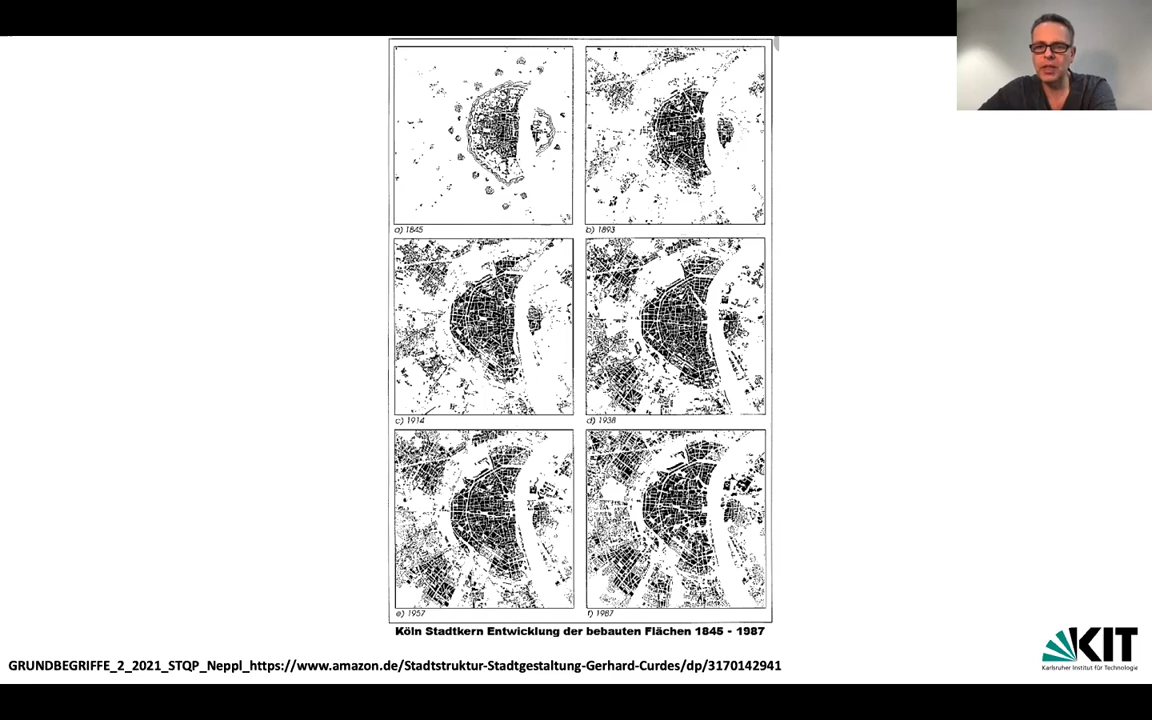 a) 1845
b) 1893
c) 1914
d) 1938
e) 1957
f) 1987
Köln Stadtkern Entwicklung der bebauten Flächen 1845 - 1987
GRUNDBEGRIFFE_2_2021_STQP_Neppl_https://www.amazon.de/Stadtstruktur-Stadtgestaltung-Gerhard-Curdes/dp/3170142941
KIT
Karlsruher Institut für Technologie